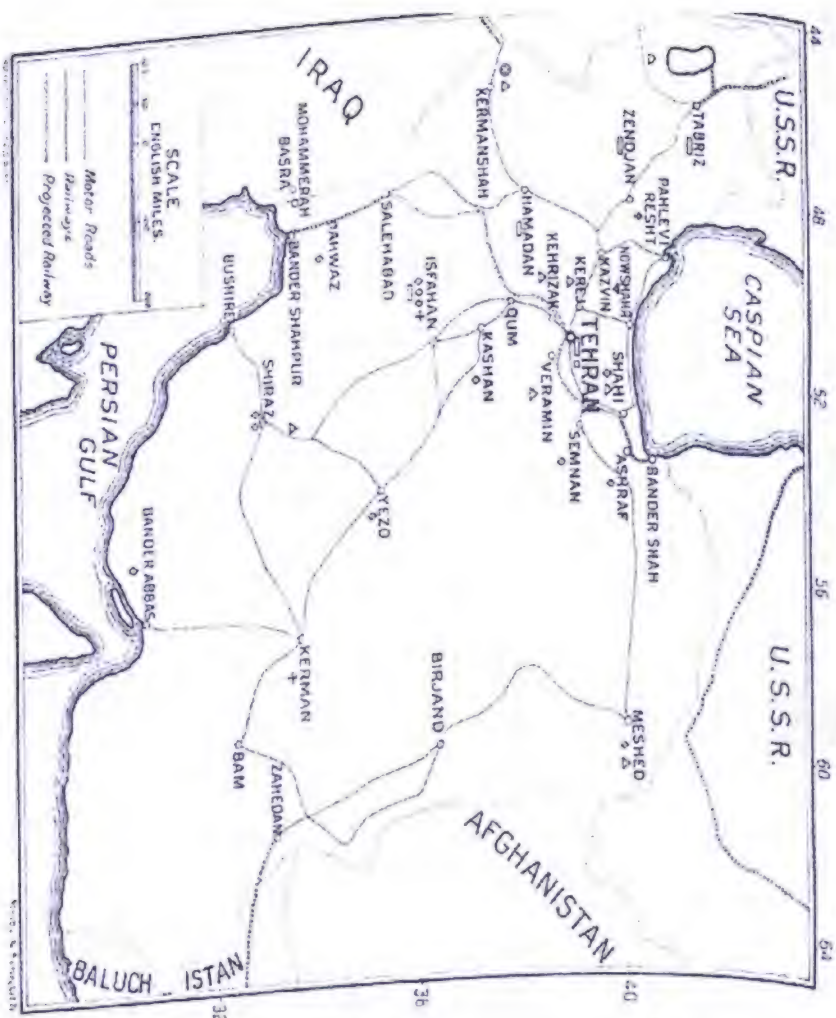 44
48
52
56
60
64
U.S.S.R.
CASPIAN
SEA
U.S.S.R.
TABRIZ
ZENDJAN
PAHLEVI
RESHT
NOWSHAHR
KAZVIN
KEREJ
KEHRIZAK
TEHRAN
SHAHI
ASHRAF
BANDER SHAH
SEMNAN
VERAMIN
HAMADAN
KERMANSHAH
QUM
KASHAN
MESHED
IRAQ
SALEHABAD
ISFAHAN
AHWAZ
MOHAMMERAH
BASRA
BANDER SHAHPUR
BUSHIRE
SHIRAZ
YEZD
BIRJAND
AFGHANISTAN
KERMAN
BAM
ZAHEDAN
BANDER ABBAS
PERSIAN
GULF
BALUCHISTAN
40
36
32
SCALE
ENGLISH MILES.
Motor Roads
Railways
Projected Railway